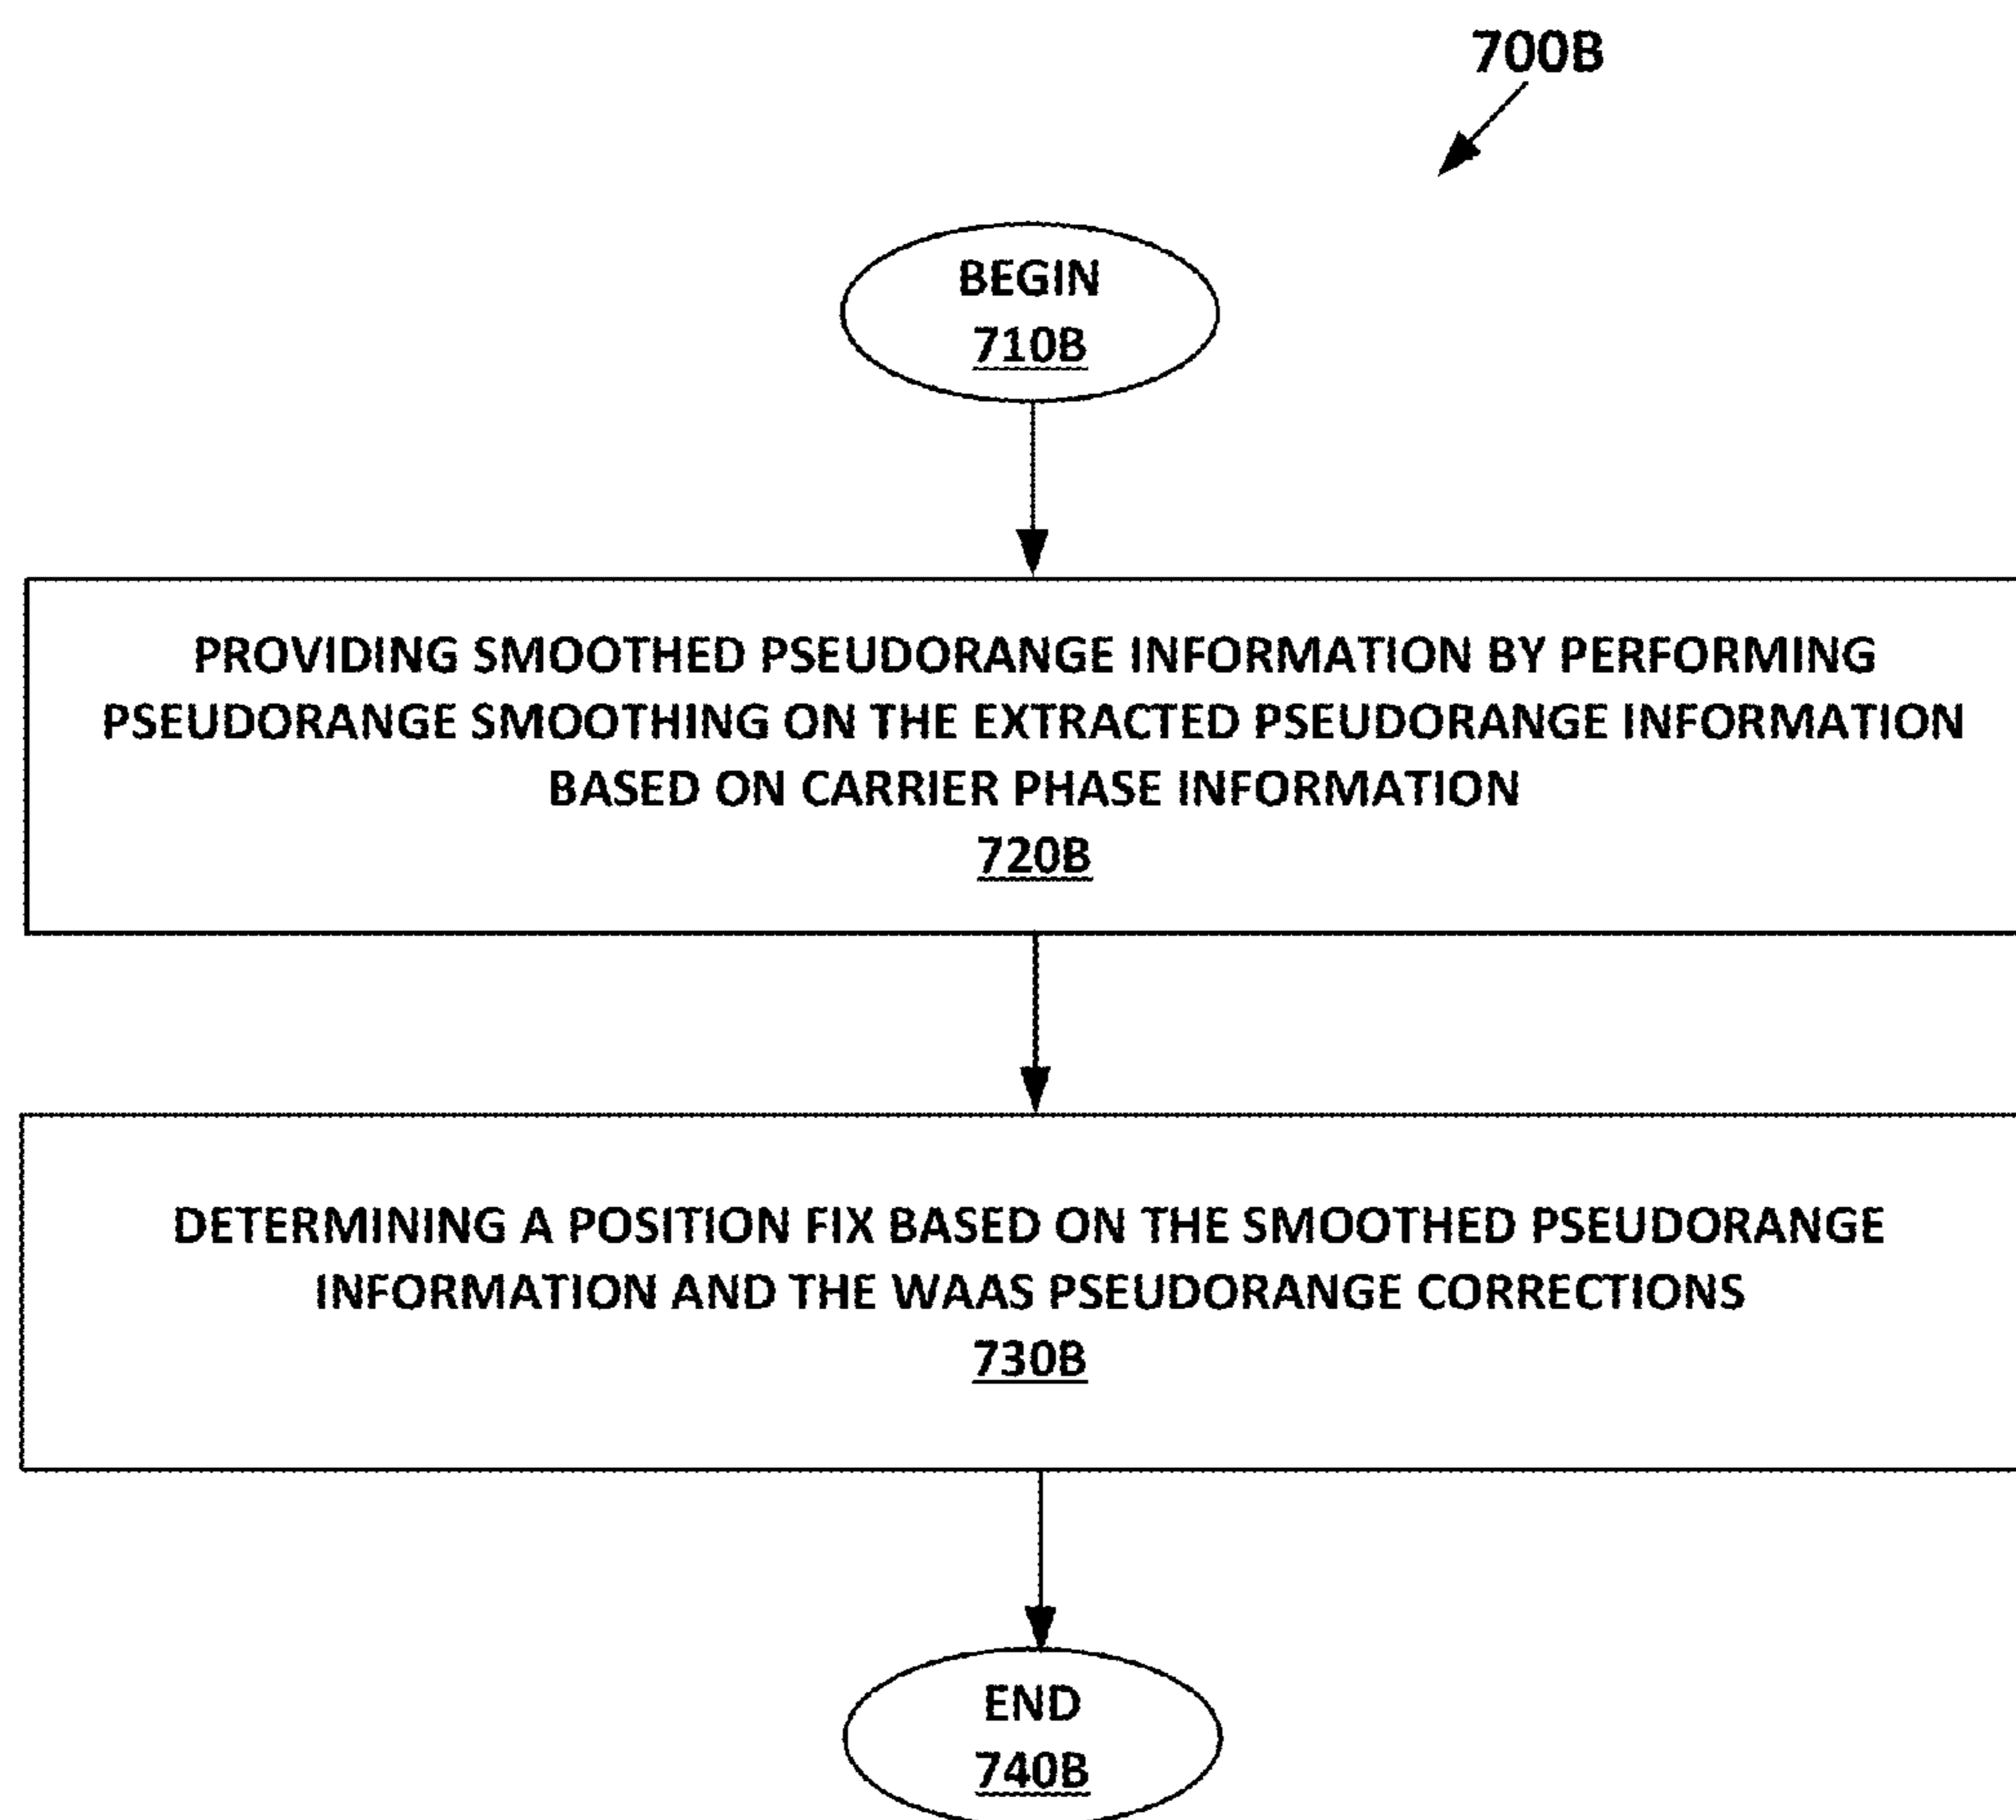 700B
BEGIN
710B
PROVIDING SMOOTHED PSEUDORANGE INFORMATION BY PERFORMING
PSEUDORANGE SMOOTHING ON THE EXTRACTED PSEUDORANGE INFORMATION
BASED ON CARRIER PHASE INFORMATION
720B
DETERMINING A POSITION FIX BASED ON THE SMOOTHED PSEUDORANGE
INFORMATION AND THE WAAS PSEUDORANGE CORRECTIONS
730B
END
740B